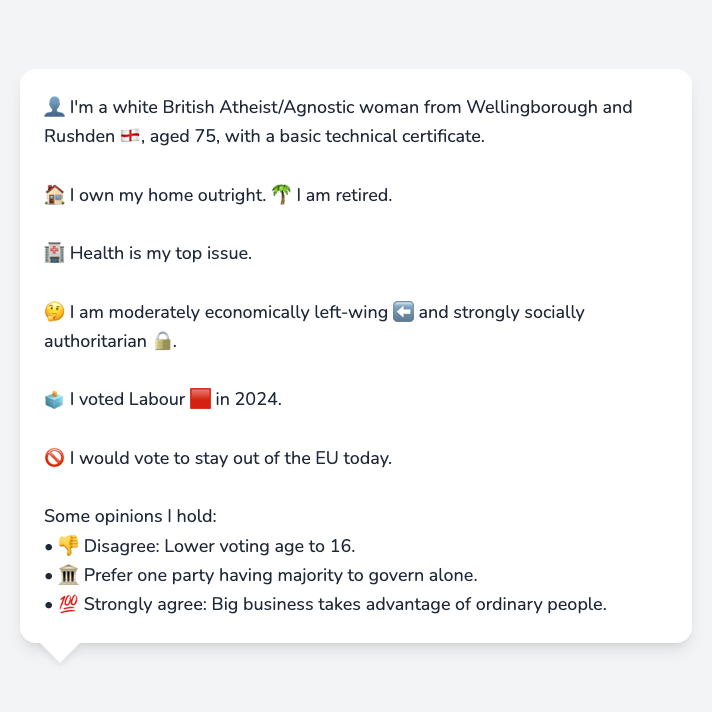 👤 I'm a white British Atheist/Agnostic woman from Wellingborough and
Rushden 🏴󠁧󠁢󠁥󠁮󠁧󠁿, aged 75, with a basic technical certificate.
🏠 I own my home outright. 🌴 I am retired.
🏥 Health is my top issue.
🤔 I am moderately economically left-wing ⬅️ and strongly socially
authoritarian 🔒.
🗳️ I voted Labour 🟥 in 2024.
🚫 I would vote to stay out of the EU today.
Some opinions I hold:
• 👎 Disagree: Lower voting age to 16.
• 🏛️ Prefer one party having majority to govern alone.
• 💯 Strongly agree: Big business takes advantage of ordinary people.